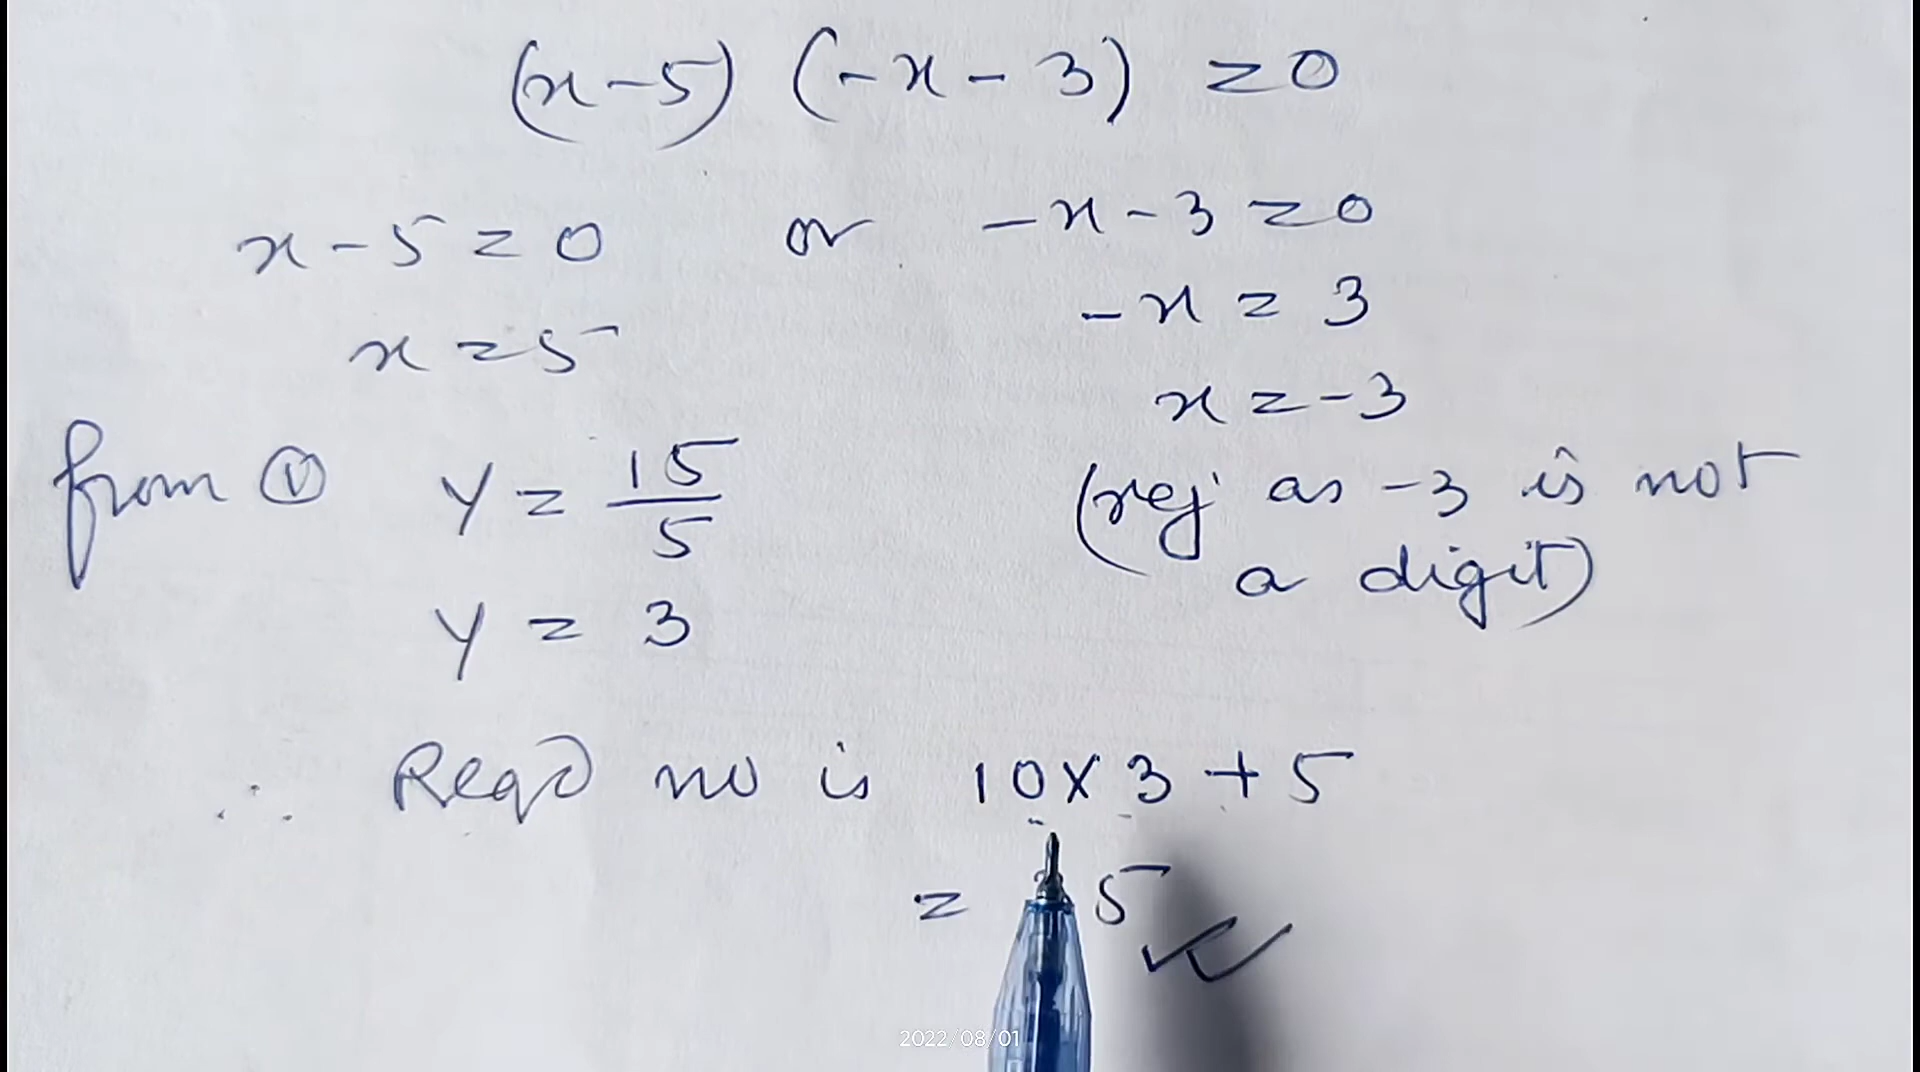 (x-5) (-x-3) =0
x-5=0 or -x-3=0
-x = 3
x=5
x=-3
from ① y = 15/5
(rej as -3 is not
a digit)
y = 3
∴ Reqd no is 10×3+5
= 5
2022/08/01